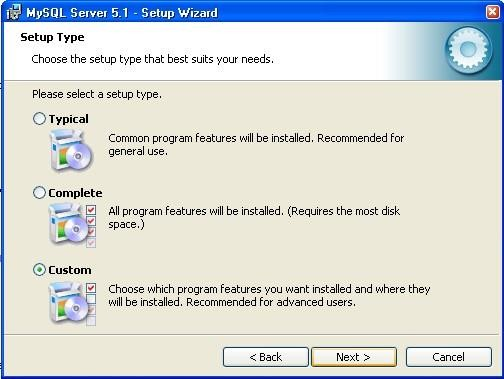 MySQL Server 5.1 - Setup Wizard
Setup Type
Choose the setup type that best suits your needs.
Please select a setup type.
Typical
Common program features will be installed. Recommended for
general use.
Complete
All program features will be installed. (Requires the most disk
space.)
Custom
Choose which program features you want installed and where they
will be installed. Recommended for advanced users.
< Back
Next >
Cancel